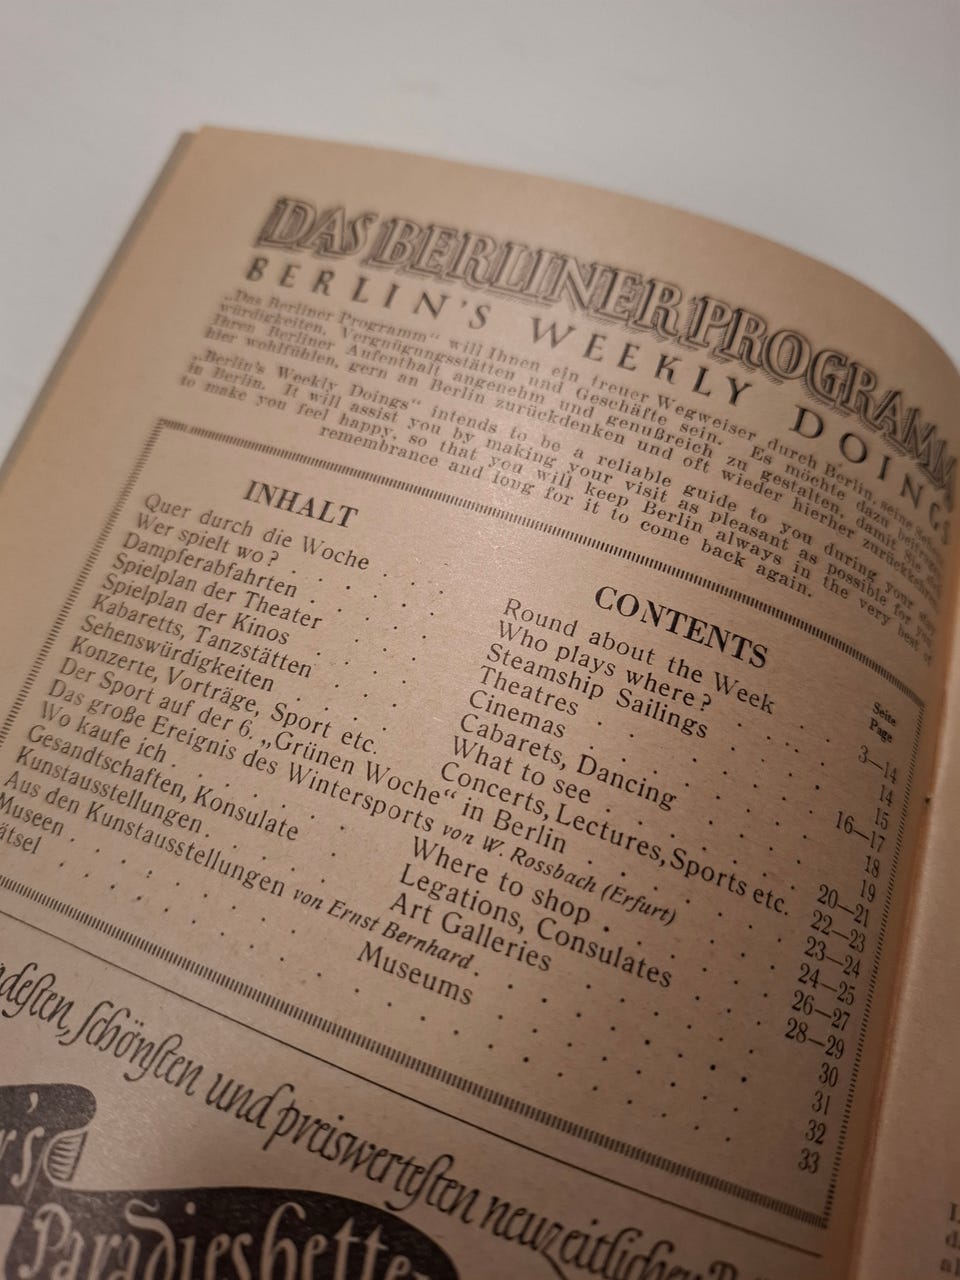 DAS BERLINER PROGRAMM
BERLIN'S WEEKLY DOINGS
„Das Berliner Programm“ will Ihnen ein treuer Wegweiser durch Berlin, seine
würdigkeiten, Vergnügungsstätten und Geschäfte sein. Es möchte dazu beitragen
Ihren Berliner Aufenthalt angenehm und genußreich zu gestalten, damit Sie
hier wohlfühlen, gern an Berlin zurückdenken und oft wieder hierher zurückkehren
„Berlin's Weekly Doings“ intends to be a reliable guide to you during your
in Berlin. It will assist you by making your visit as pleasant as possible for you
to make you feel happy, so that you will keep Berlin always in the very best of
remembrance and long for it to come back again.
INHALT CONTENTS Seite
Page
Quer durch die Woche . . . Round about the Week . . . 3—14
Wer spielt wo? . . . . Who plays where? . . . . 14
Dampferabfahrten . . . . Steamship Sailings . . . . 15
Spielplan der Theater . . . Theatres . . . . 16—17
Spielplan der Kinos . . . . Cinemas . . . . 18
Kabaretts, Tanzstätten . . . Cabarets, Dancing . . . . 19
Sehenswürdigkeiten . . . . What to see . . . . 20—21
Konzerte, Vorträge, Sport etc. Concerts, Lectures, Sports etc. 22—23
Der Sport auf der 6. „Grünen Woche“ in Berlin . . . . 23—24
Das große Ereignis des Wintersports von W. Rossbach (Erfurt) . . 24—25
Wo kaufe ich . . . . Where to shop . . . . 26—27
Gesandtschaften, Konsulate . . Legations, Consulates . . 28—29
Kunstausstellungen . . . . Art Galleries . . . . 30
Aus den Kunstausstellungen von Ernst Bernhard . . . . 31
Museen . . . . Museums . . . . 32
ätsel . . . . 33
schönsten und preiswertesten neuzeitlichen
Paradiesbette